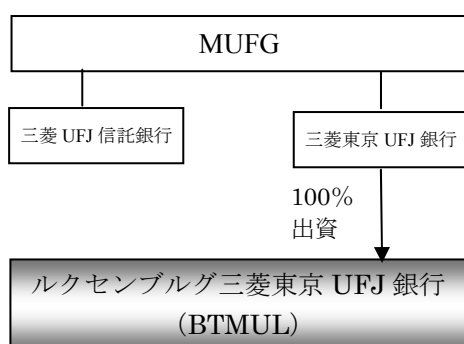 MUFG
三菱 UFJ 信託銀行
三菱東京 UFJ 銀行
100%
出資
ルクセンブルグ三菱東京 UFJ 銀行
(BTMUL)